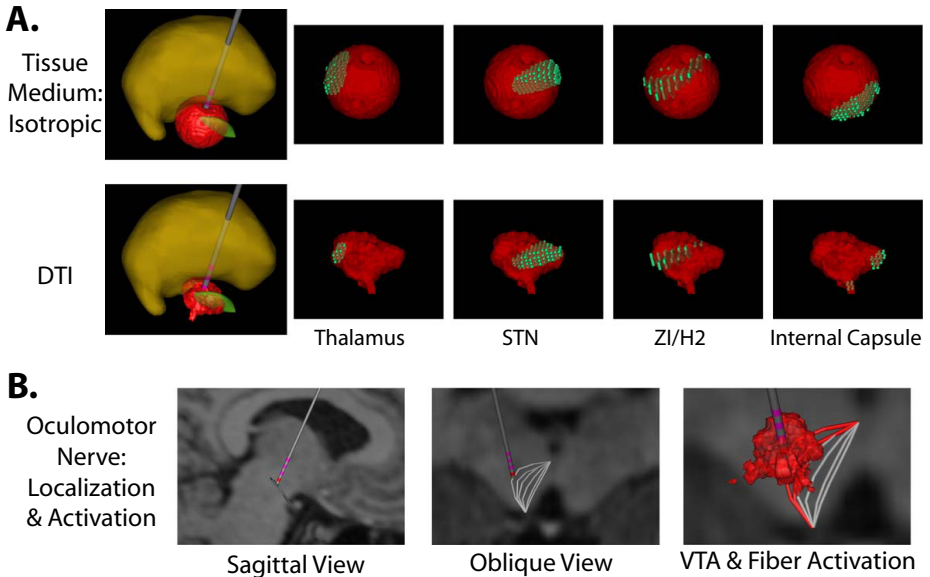 A.
Tissue
Medium:
Isotropic
DTI
Thalamus
STN
ZI/H2
Internal Capsule
B.
Oculomotor
Nerve:
Localization
& Activation
Sagittal View
Oblique View
VTA & Fiber Activation